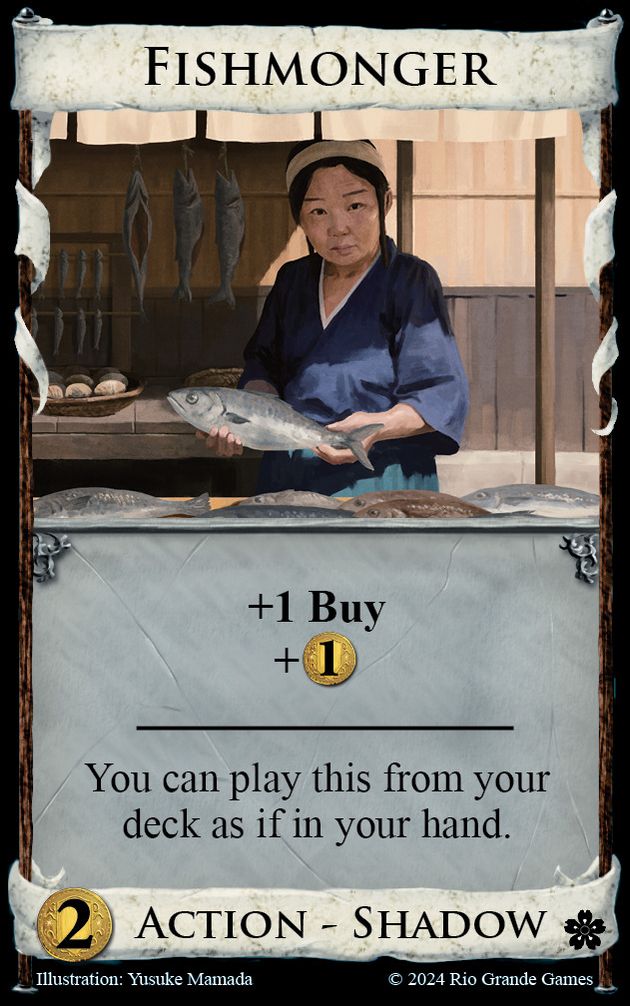 Fishmonger
+1 Buy
+1
You can play this from your
deck as if in your hand.
2 Action - Shadow
Illustration: Yusuke Mamada © 2024 Rio Grande Games